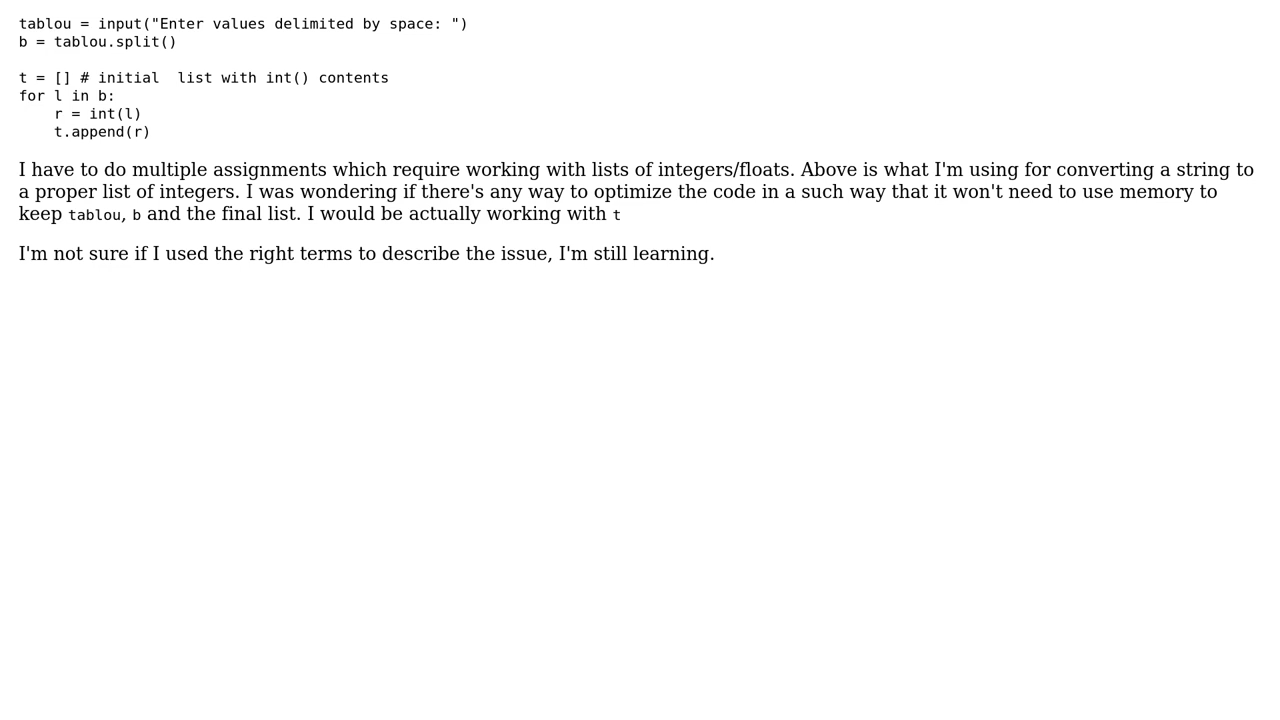 tablou = input("Enter values delimited by space: ")
b = tablou.split()

t = [] # initial  list with int() contents
for l in b:
    r = int(l)
    t.append(r)

I have to do multiple assignments which require working with lists of integers/floats. Above is what I'm using for converting a string to
a proper list of integers. I was wondering if there's any way to optimize the code in a such way that it won't need to use memory to
keep tablou, b and the final list. I would be actually working with t

I'm not sure if I used the right terms to describe the issue, I'm still learning.